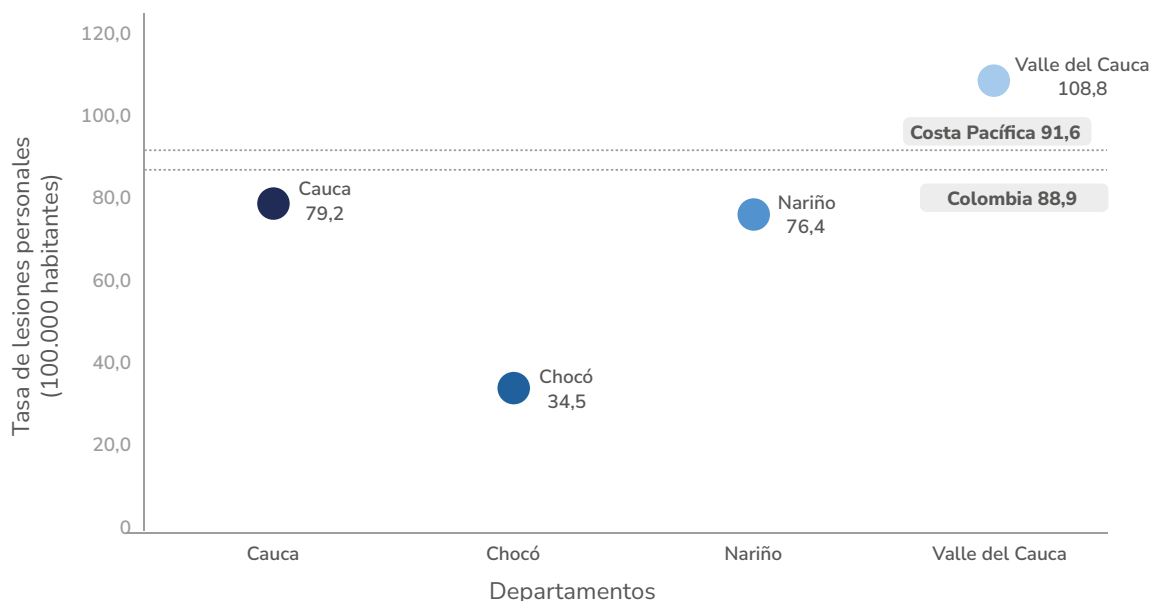 Tasa de lesiones personales
(100.000 habitantes)
120,0
100,0
80,0
60,0
40,0
20,0
0
Cauca
79,2
Chocó
34,5
Nariño
76,4
Valle del Cauca
108,8
Costa Pacífica 91,6
Colombia 88,9
Cauca
Chocó
Nariño
Valle del Cauca
Departamentos